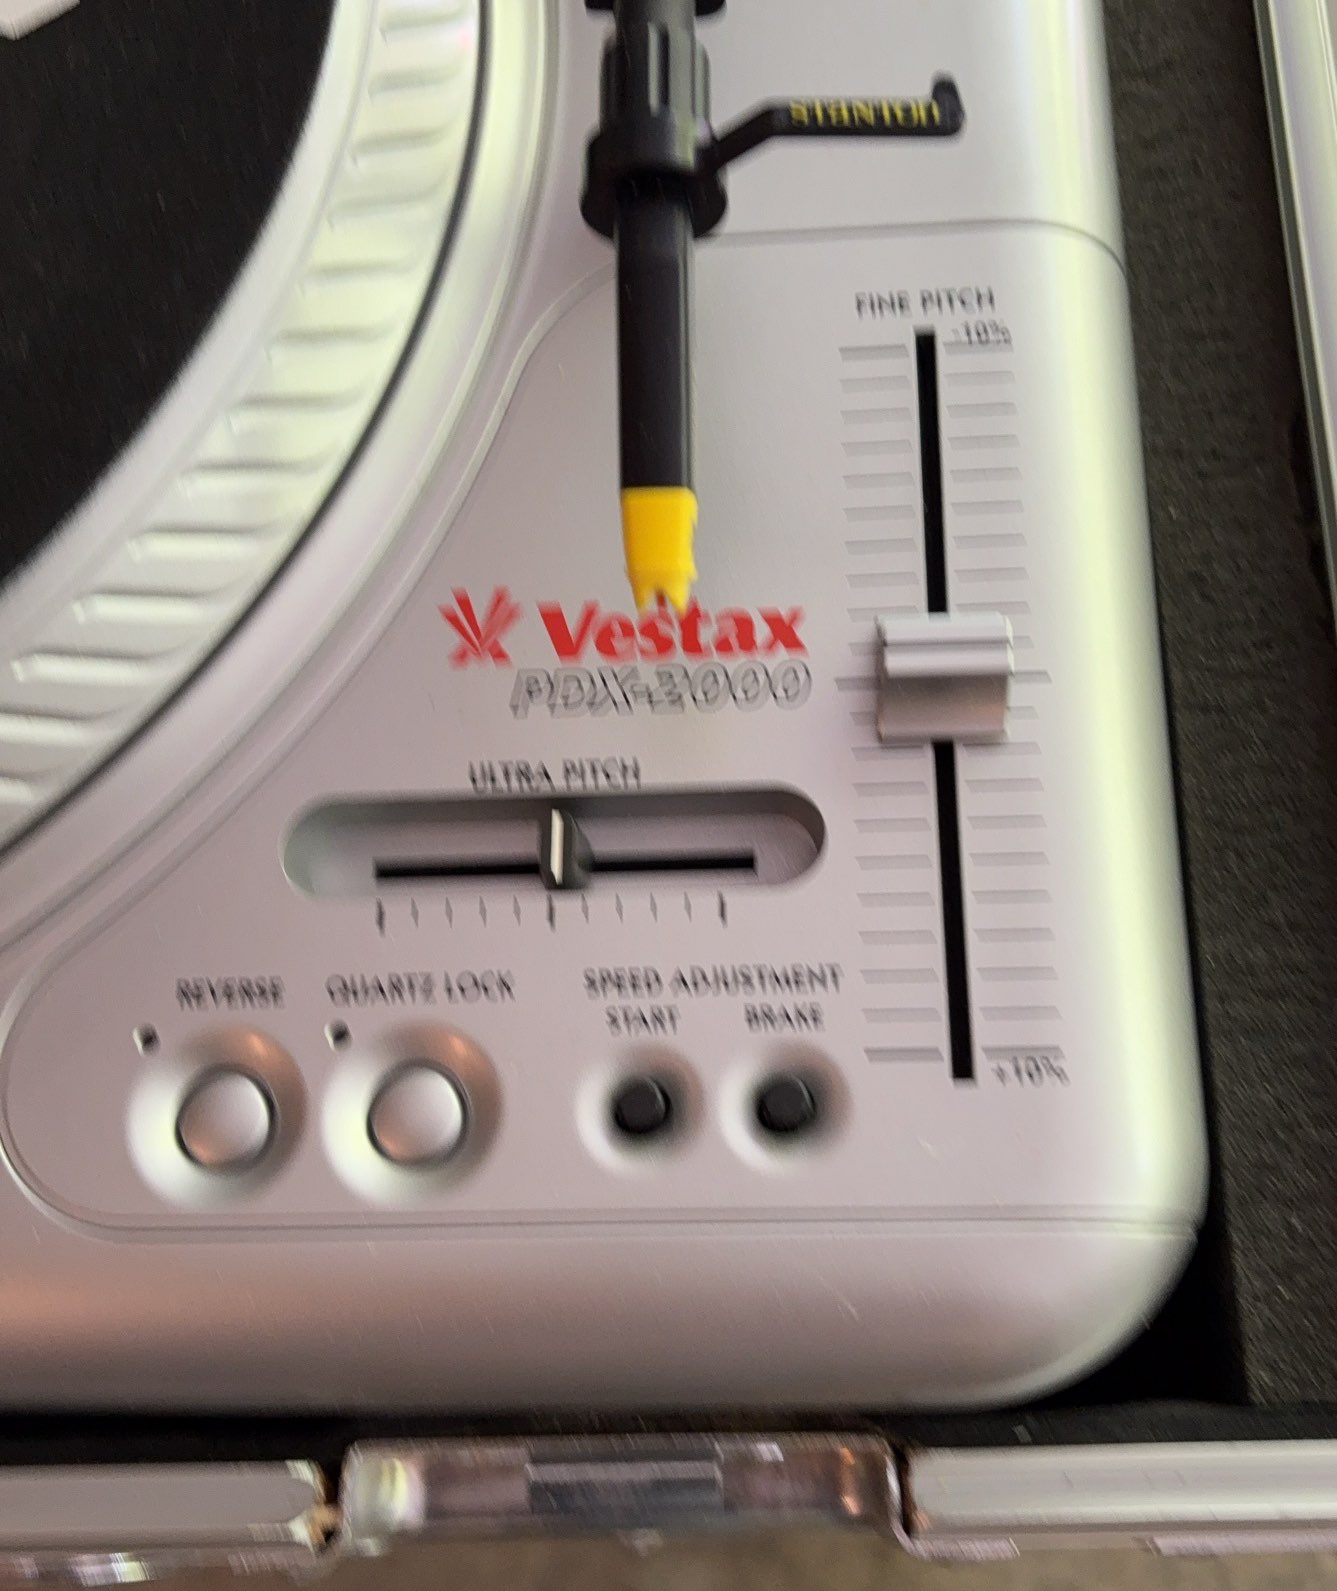 STANTON
FINE PITCH
-10%
Vestax
PDX-2000
ULTRA PITCH
REVERSE
QUARTZ LOCK
SPEED ADJUSTMENT
START
BRAKE
+10%